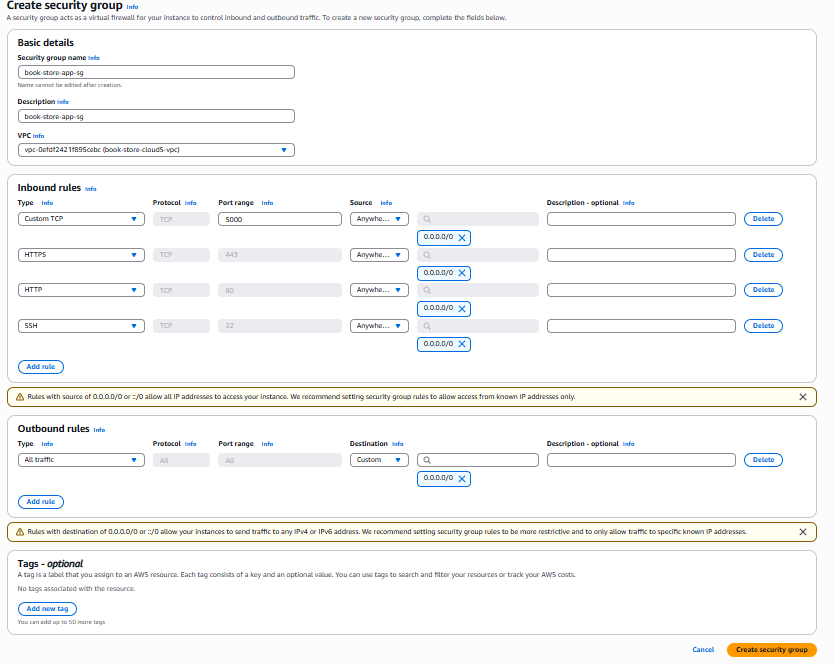 Create security group Info
A security group acts as a virtual firewall for your instance to control inbound and outbound traffic. To create a new security group, complete the fields below.
Basic details
Security group name Info
book-store-app-sg
Name cannot be edited after creation.
Description Info
book-store-app-sg
VPC Info
vpc-0efdf2421f895cebc (book-store-cloud5-vpc)
Inbound rules Info
Type Info Protocol Info Port range Info Source Info Description - optional Info
Custom TCP TCP 5000 Anywhe... Delete
0.0.0.0/0
HTTPS TCP 443 Anywhe... Delete
0.0.0.0/0
HTTP TCP 80 Anywhe... Delete
0.0.0.0/0
SSH TCP 22 Anywhe... Delete
0.0.0.0/0
Add rule
Rules with source of 0.0.0.0/0 or ::/0 allow all IP addresses to access your instance. We recommend setting security group rules to allow access from known IP addresses only.
Outbound rules Info
Type Info Protocol Info Port range Info Destination Info Description - optional Info
All traffic All All Custom Delete
0.0.0.0/0
Add rule
Rules with destination of 0.0.0.0/0 or ::/0 allow your instances to send traffic to any IPv4 or IPv6 address. We recommend setting security group rules to be more restrictive and to only allow traffic to specific known IP addresses.
Tags - optional
A tag is a label that you assign to an AWS resource. Each tag consists of a key and an optional value. You can use tags to search and filter your resources or track your AWS costs.
No tags associated with the resource.
Add new tag
You can add up to 50 more tags
Cancel Create security group